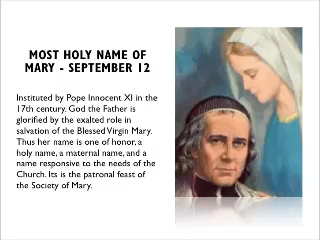 MOST HOLY NAME OF
MARY - SEPTEMBER 12
Instituted by Pope Innocent XI in the
17th century. God the Father is
glorified by the exalted role in
salvation of the Blessed Virgin Mary.
Thus her name is one of honor, a
holy name, a maternal name, and a
name responsive to the needs of the
Church. Its is the patronal feast of
the Society of Mary.